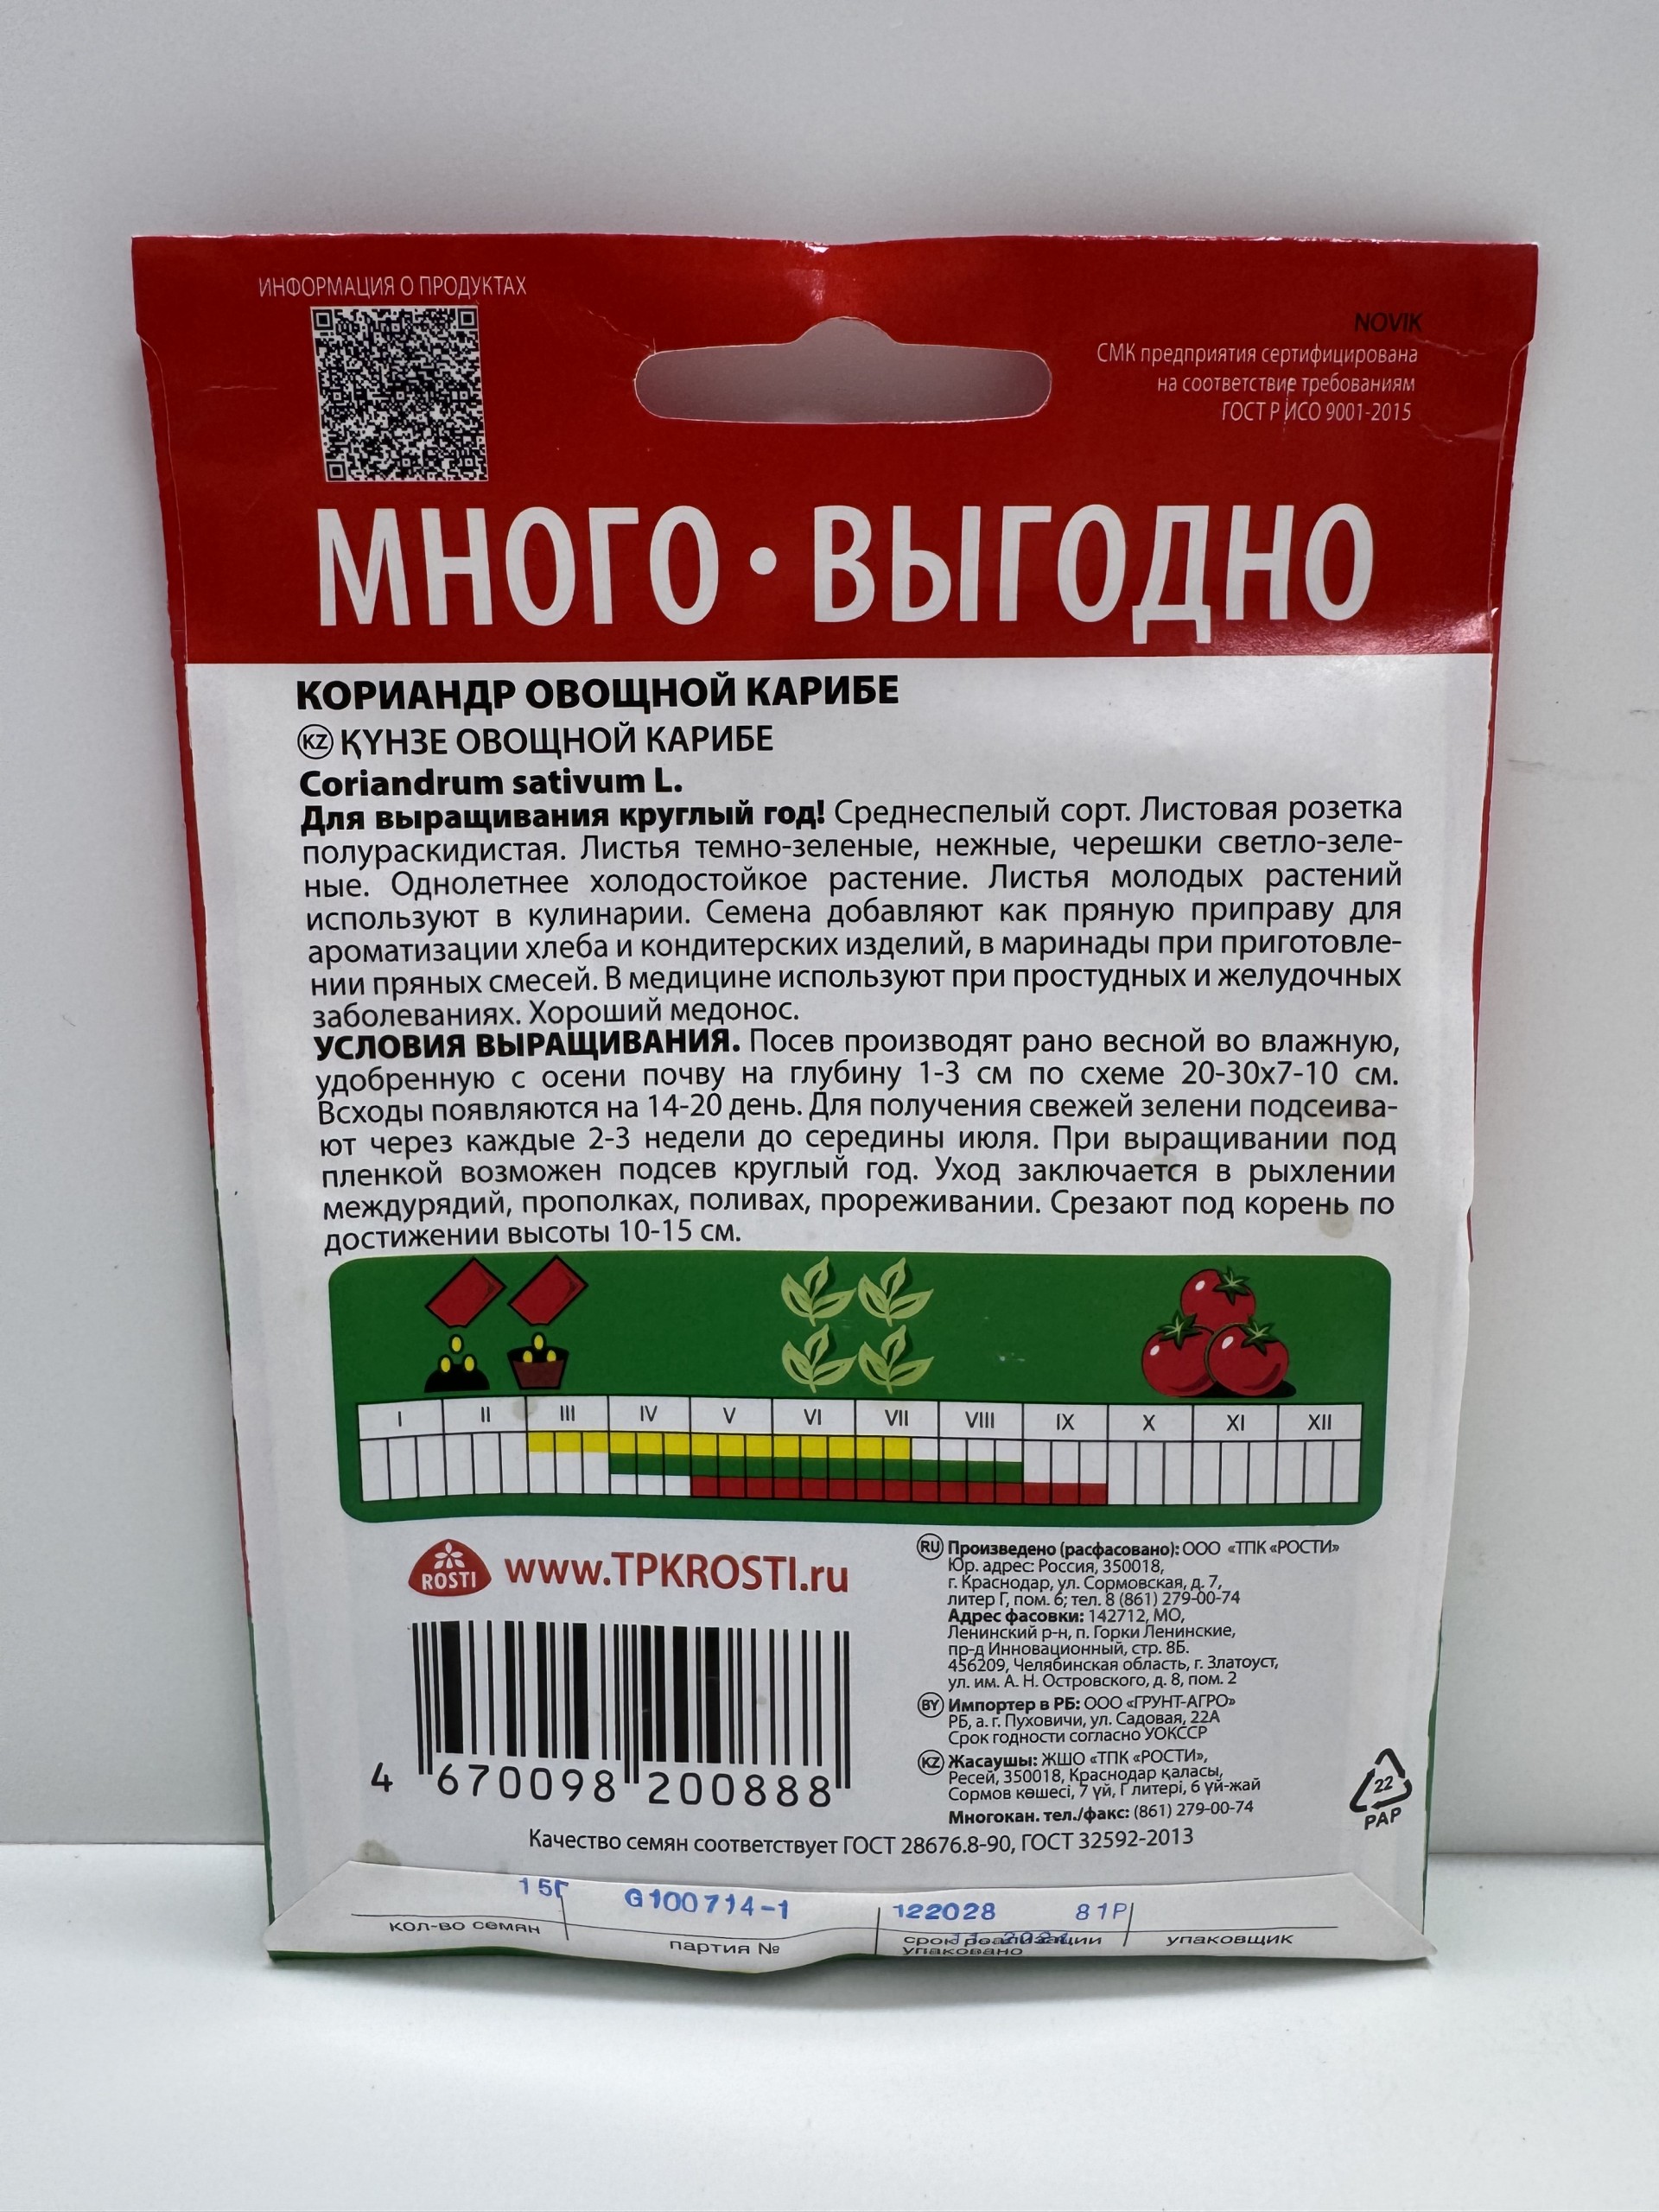 ИНФОРМАЦИЯ О ПРОДУКТАХ
NOVIK
СМК предприятия сертифицирована
на соответствие требованиям
ГОСТ Р ИСО 9001-2015
МНОГО • ВЫГОДНО
КОРИАНДР ОВОЩНОЙ КАРИБЕ
KZ ҚҮНЗЕ ОВОЩНОЙ КАРИБЕ
Coriandrum sativum L.
Для выращивания круглый год! Среднеспелый сорт. Листовая розетка
полураскидистая. Листья темно-зеленые, нежные, черешки светло-зеле-
ные. Однолетнее холодостойкое растение. Листья молодых растений
используют в кулинарии. Семена добавляют как пряную приправу для
ароматизации хлеба и кондитерских изделий, в маринады при приготовле-
нии пряных смесей. В медицине используют при простудных и желудочных
заболеваниях. Хороший медонос.
УСЛОВИЯ ВЫРАЩИВАНИЯ. Посев производят рано весной во влажную,
удобренную с осени почву на глубину 1-3 см по схеме 20-30х7-10 см.
Всходы появляются на 14-20 день. Для получения свежей зелени подсеива-
ют через каждые 2-3 недели до середины июля. При выращивании под
пленкой возможен подсев круглый год. Уход заключается в рыхлении
междурядий, прополках, поливах, прореживании. Срезают под корень по
достижении высоты 10-15 см.
I II III IV V VI VII VIII IX X XI XII
ROSTI www.TPKROSTI.ru
RU Произведено (расфасовано): ООО «ТПК «РОСТИ»
Юр. адрес: Россия, 350018,
г. Краснодар, ул. Сормовская, д. 7,
литер Г, пом. 6; тел. 8 (861) 279-00-74
Адрес фасовки: 142712, МО,
Ленинский р-н, п. Горки Ленинские,
пр-д Инновационный, стр. 8Б.
456209, Челябинская область, г. Златоуст,
ул. им. А. Н. Островского, д. 8, пом. 2
BY Импортер в РБ: ООО «ГРУНТ-АГРО»
РБ, а. г. Пуховичи, ул. Садовая, 22А
Срок годности согласно УОКССР
KZ Жасаушы: ЖШО «ТПК «РОСТИ»,
Ресей, 350018, Краснодар қаласы,
Сормов көшесі, 7 үй, Г литері, 6 үй-жай
Многокан. тел./факс: (861) 279-00-74
4 670098 200888
22
PAP
Качество семян соответствует ГОСТ 28676.8-90, ГОСТ 32592-2013
15Г G100714-1 122028 81Р
11 2024
кол-во семян партия № срок реализации упаковщик
упаковано